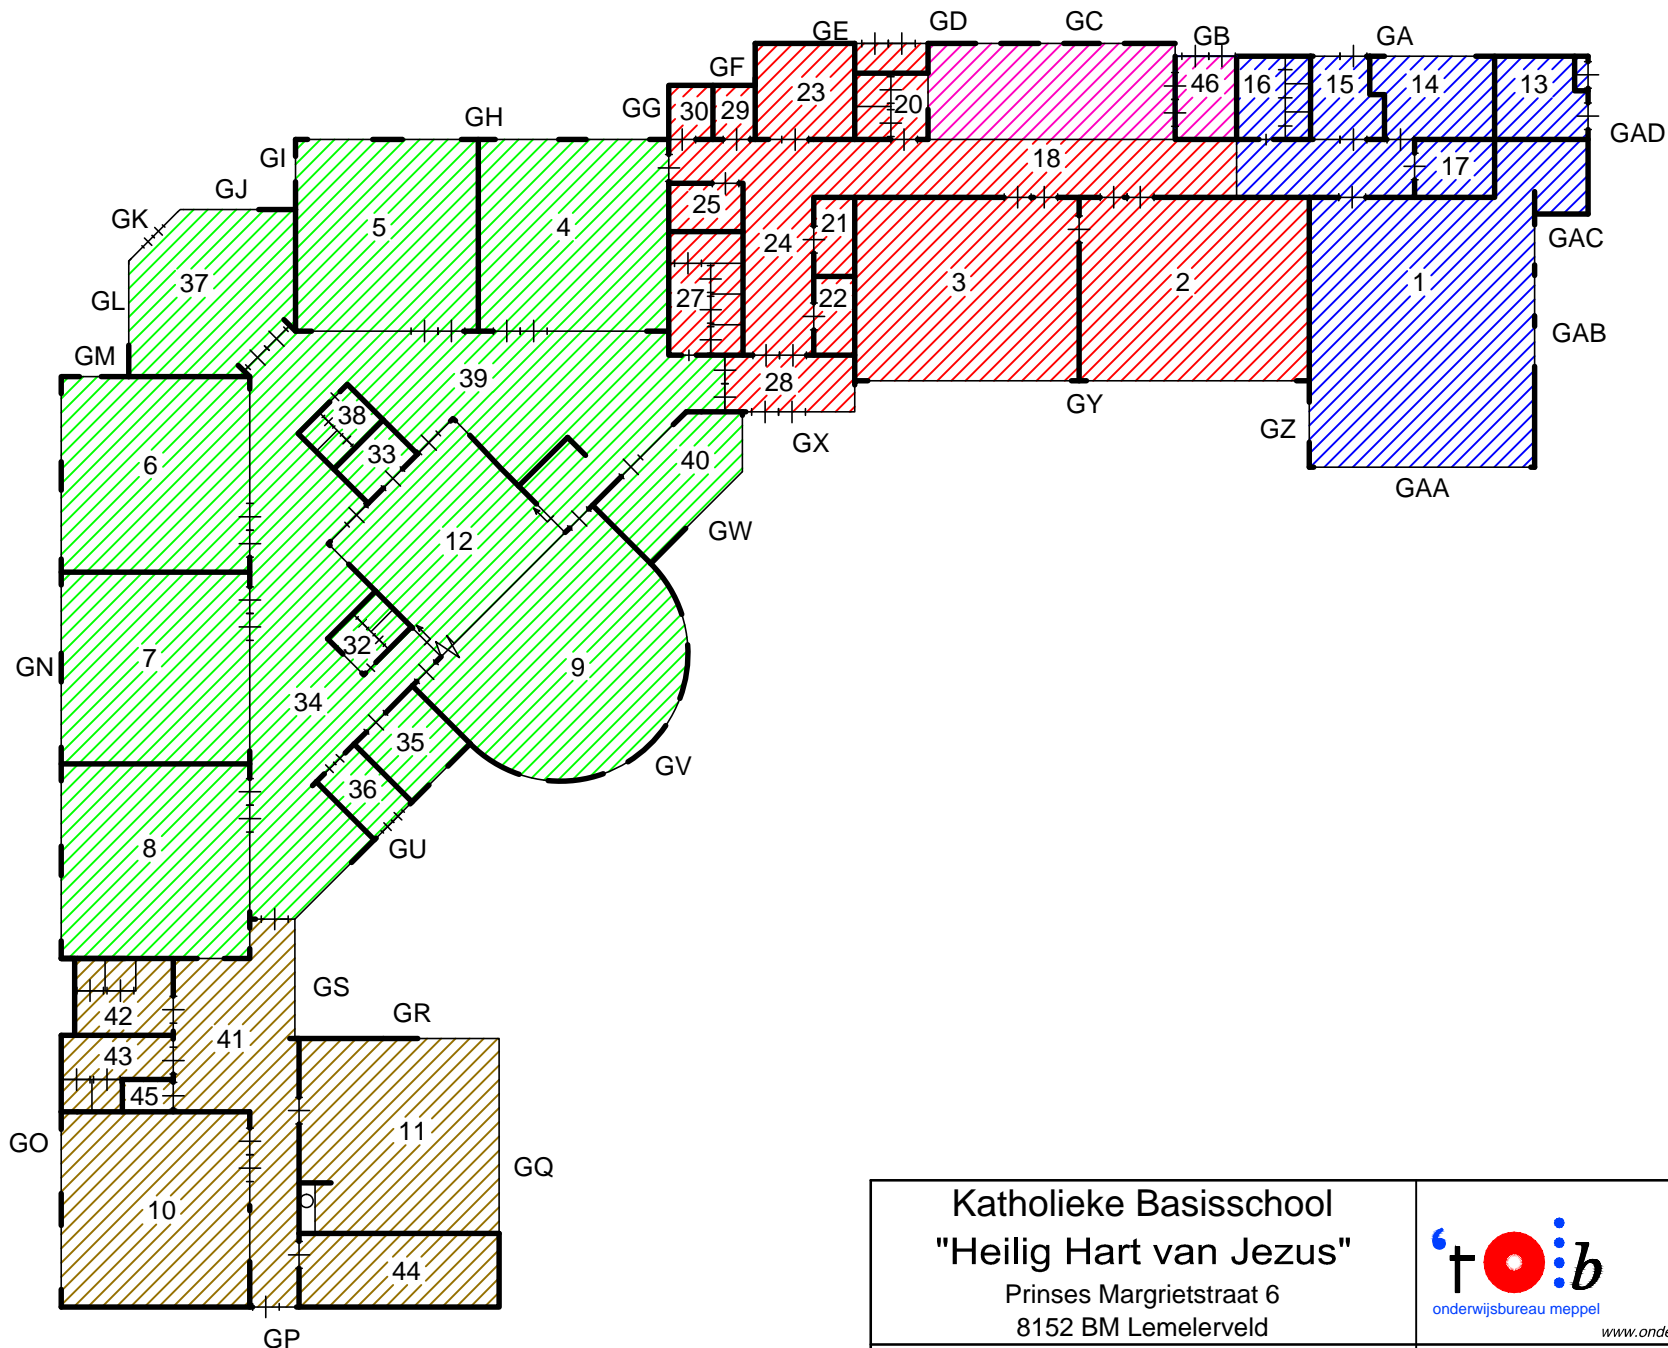 GE GD GC GB GA
GF
GG 30 29 23 20 46 16 15 14 13
GH
GI GAD
18 17
GJ
GK 5 4 25 21 GAC
24
37 3 2 1
GL 27 22
GAB
GM
39 28
GY
38 GX GZ
33 40
6
GAA
12 GW
32
GN 7 9
34
35
GV
36
8
GU
GS
42 GR
41
43
45
11
GO
GQ
10
44
GP
Katholieke Basisschool
"Heilig Hart van Jezus"
Prinses Margrietstraat 6
8152 BM Lemelerveld
't O b
onderwijsbureau meppel
www.onde